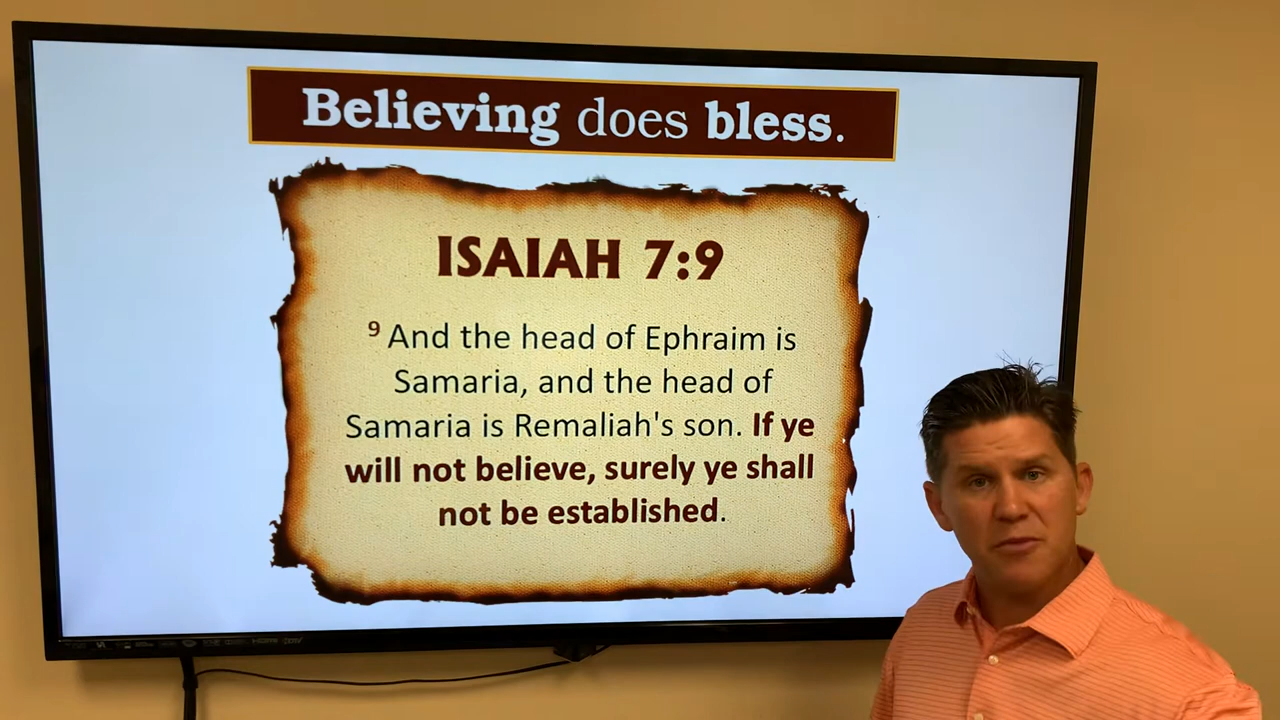 Believing does bless.
ISAIAH 7:9
9 And the head of Ephraim is
Samaria, and the head of
Samaria is Remaliah's son. If ye
will not believe, surely ye shall
not be established.